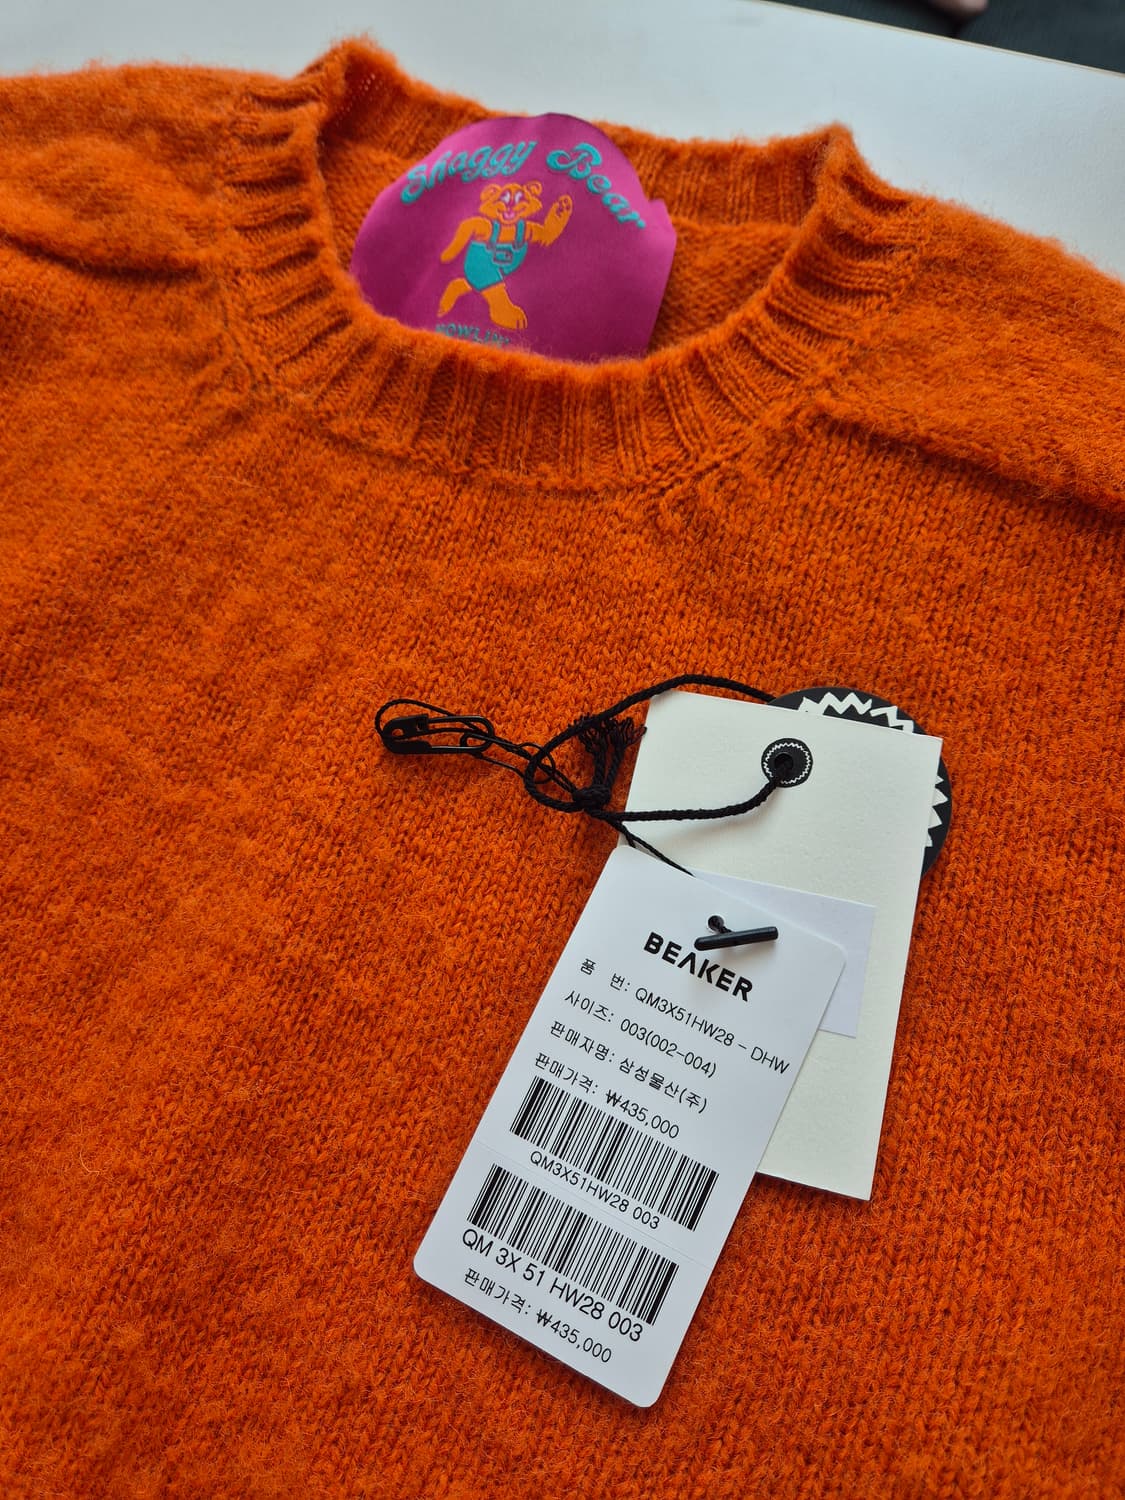 Shaggy Bear
HOWLIN'
BEAKER
품 번: QM3X51HW28 - DHW
사이즈: 003(002-004)
판매자명: 삼성물산(주)
판매가격: ₩435,000
QM3X51HW28 003
QM 3X 51 HW28 003
판매가격: ₩435,000